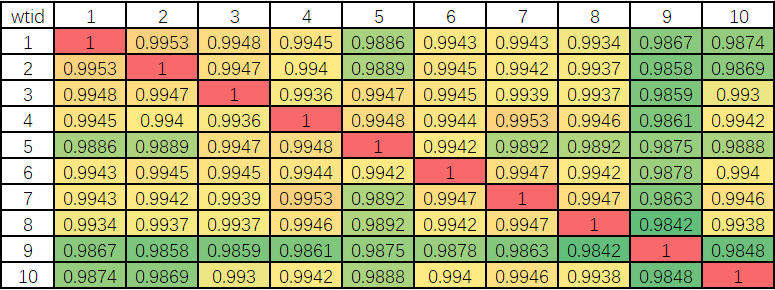 wtid 1 2 3 4 5 6 7 8 9 10
1 1 0.9953 0.9948 0.9945 0.9886 0.9943 0.9943 0.9934 0.9867 0.9874
2 0.9953 1 0.9947 0.994 0.9889 0.9945 0.9942 0.9937 0.9858 0.9869
3 0.9948 0.9947 1 0.9936 0.9947 0.9945 0.9939 0.9937 0.9859 0.993
4 0.9945 0.994 0.9936 1 0.9948 0.9944 0.9953 0.9946 0.9861 0.9942
5 0.9886 0.9889 0.9947 0.9948 1 0.9942 0.9892 0.9892 0.9875 0.9888
6 0.9943 0.9945 0.9945 0.9944 0.9942 1 0.9947 0.9942 0.9878 0.994
7 0.9943 0.9942 0.9939 0.9953 0.9892 0.9947 1 0.9947 0.9863 0.9946
8 0.9934 0.9937 0.9937 0.9946 0.9892 0.9942 0.9947 1 0.9842 0.9938
9 0.9867 0.9858 0.9859 0.9861 0.9875 0.9878 0.9863 0.9842 1 0.9848
10 0.9874 0.9869 0.993 0.9942 0.9888 0.994 0.9946 0.9938 0.9848 1